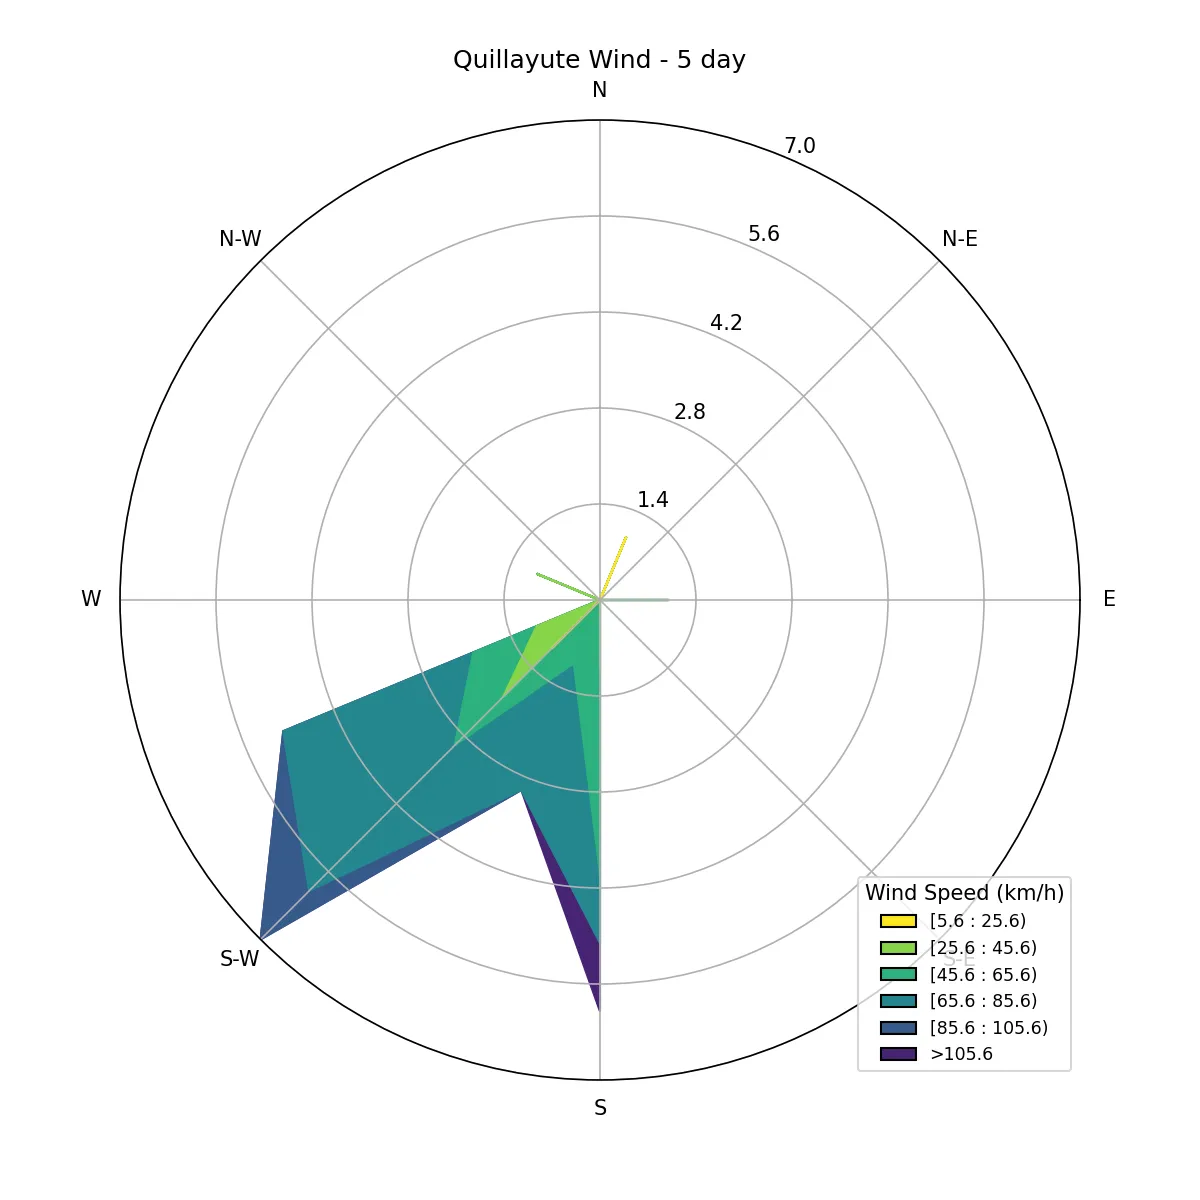 Quillayute Wind - 5 day
N
7.0
N-W
N-E
5.6
4.2
2.8
1.4
W
E
Wind Speed (km/h)
[5.6 : 25.6)
[25.6 : 45.6)
S-W
S-E
[45.6 : 65.6)
[65.6 : 85.6)
[85.6 : 105.6)
>105.6
S